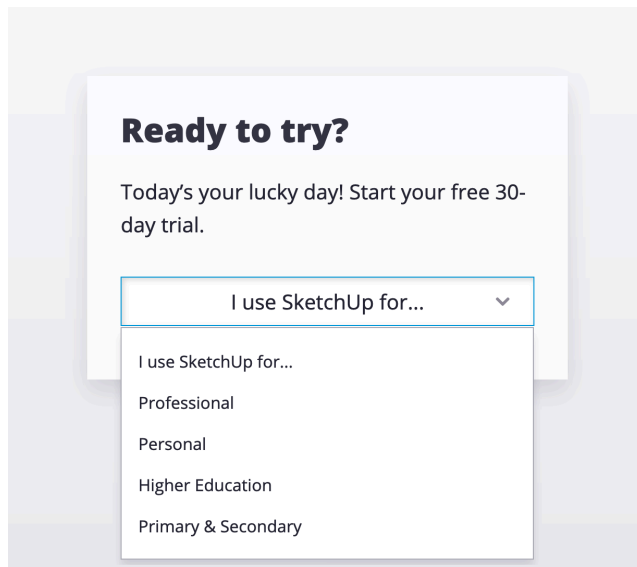 Ready to try?
Today's your lucky day! Start your free 30-
day trial.
I use SketchUp for...
I use SketchUp for...
Professional
Personal
Higher Education
Primary & Secondary